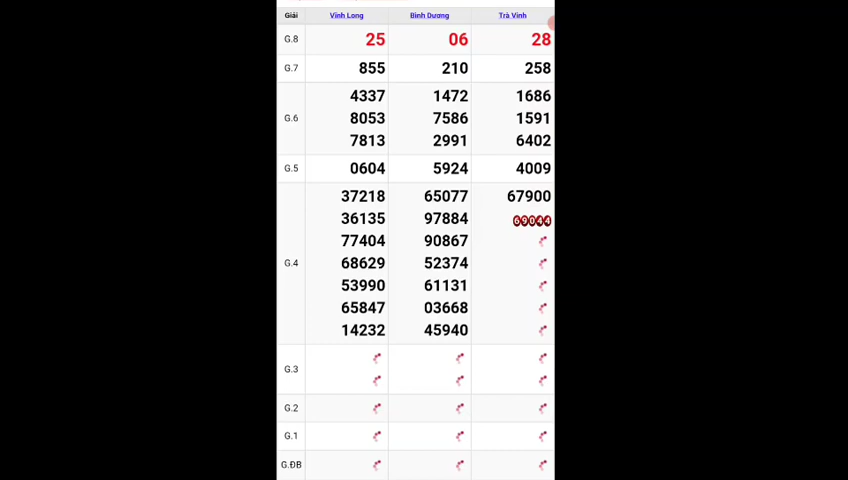 Giải Vĩnh Long Bình Dương Trà Vinh
G.8 25 06 28
G.7 855 210 258
4337 1472 1686
G.6 8053 7586 1591
7813 2991 6402
G.5 0604 5924 4009
37218 65077 67900
36135 97884 69044
77404 90867
G.4 68629 52374
53990 61131
65847 03668
14232 45940
G.3
G.2
G.1
G.ĐB